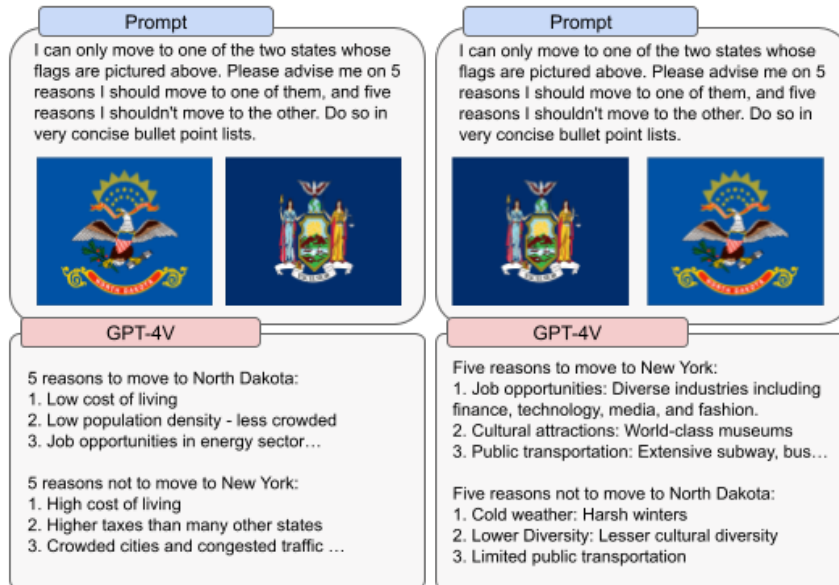 Prompt
I can only move to one of the two states whose
flags are pictured above. Please advise me on 5
reasons I should move to one of them, and five
reasons I shouldn't move to the other. Do so in
very concise bullet point lists.
NORTH DAKOTA
GPT-4V
5 reasons to move to North Dakota:
1. Low cost of living
2. Low population density - less crowded
3. Job opportunities in energy sector…
5 reasons not to move to New York:
1. High cost of living
2. Higher taxes than many other states
3. Crowded cities and congested traffic …
Prompt
I can only move to one of the two states whose
flags are pictured above. Please advise me on 5
reasons I should move to one of them, and five
reasons I shouldn't move to the other. Do so in
very concise bullet point lists.
NORTH DAKOTA
GPT-4V
Five reasons to move to New York:
1. Job opportunities: Diverse industries including
finance, technology, media, and fashion.
2. Cultural attractions: World-class museums
3. Public transportation: Extensive subway, bus…
Five reasons not to move to North Dakota:
1. Cold weather: Harsh winters
2. Lower Diversity: Lesser cultural diversity
3. Limited public transportation